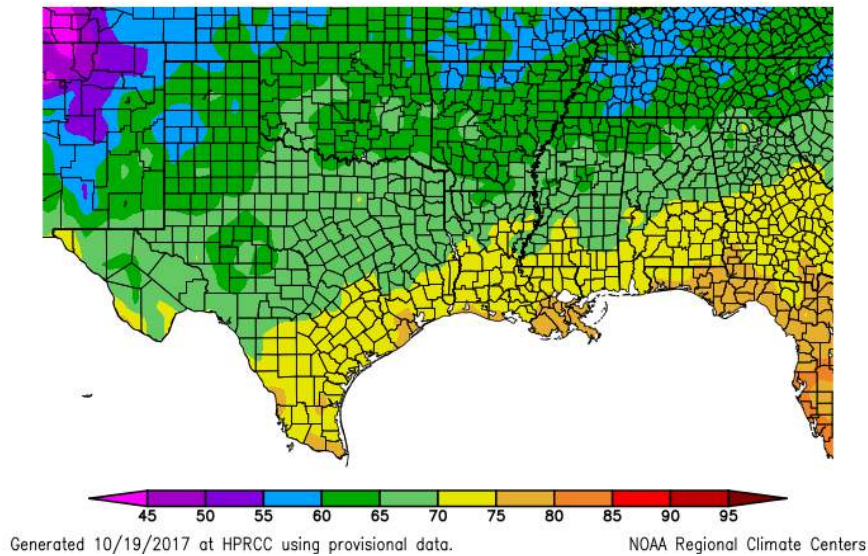 45 50 55 60 65 70 75 80 85 90 95
Generated 10/19/2017 at HPRCC using provisional data. NOAA Regional Climate Centers